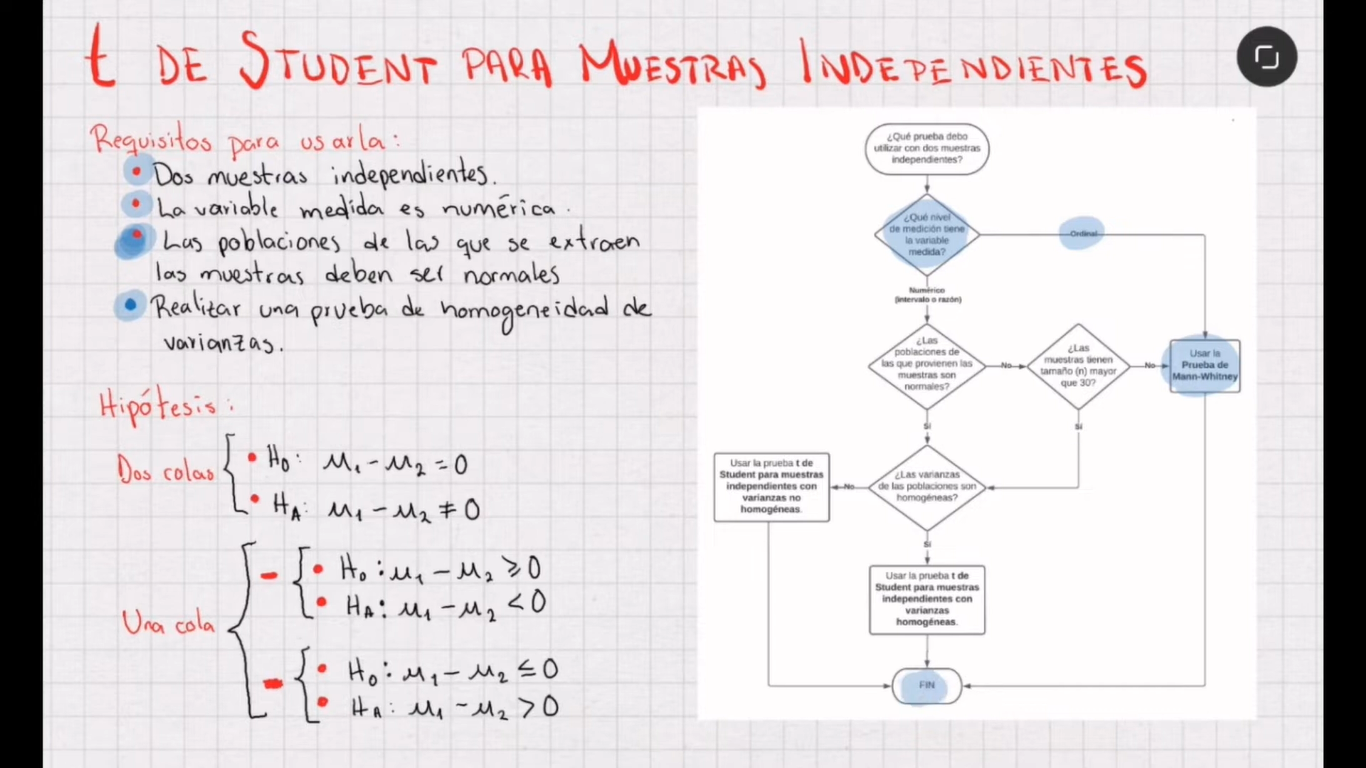 t DE STUDENT PARA MUESTRAS INDEPENDIENTES
Requisitos para usarla:
• Dos muestras independientes.
• La variable medida es numérica.
• Las poblaciones de las que se extraen
las muestras deben ser normales
• Realizar una prueba de homogeneidad de
varianzas.
Hipótesis:
Dos colas
• H₀: μ₁ - μ₂ = 0
• H_A: μ₁ - μ₂ ≠ 0
Una cola
- • H₀: μ₁ - μ₂ ≥ 0
• H_A: μ₁ - μ₂ < 0
- • H₀: μ₁ - μ₂ ≤ 0
• H_A: μ₁ - μ₂ > 0
¿Qué prueba debo
utilizar con dos muestras
independientes?
¿Qué nivel
de medición tiene
la variable
medida?
Ordinal
Numérico
(intervalo o razón)
¿Las
poblaciones de
las que provienen las
muestras son
normales?
No
¿Las
muestras tienen
tamaño (n) mayor
que 30?
No
Usar la
Prueba de
Mann-Whitney
Sí
Sí
¿Las varianzas
de las poblaciones son
homogéneas?
No
Usar la prueba t de
Student para muestras
independientes con
varianzas no
homogéneas.
Sí
Usar la prueba t de
Student para muestras
independientes con
varianzas
homogéneas.
FIN